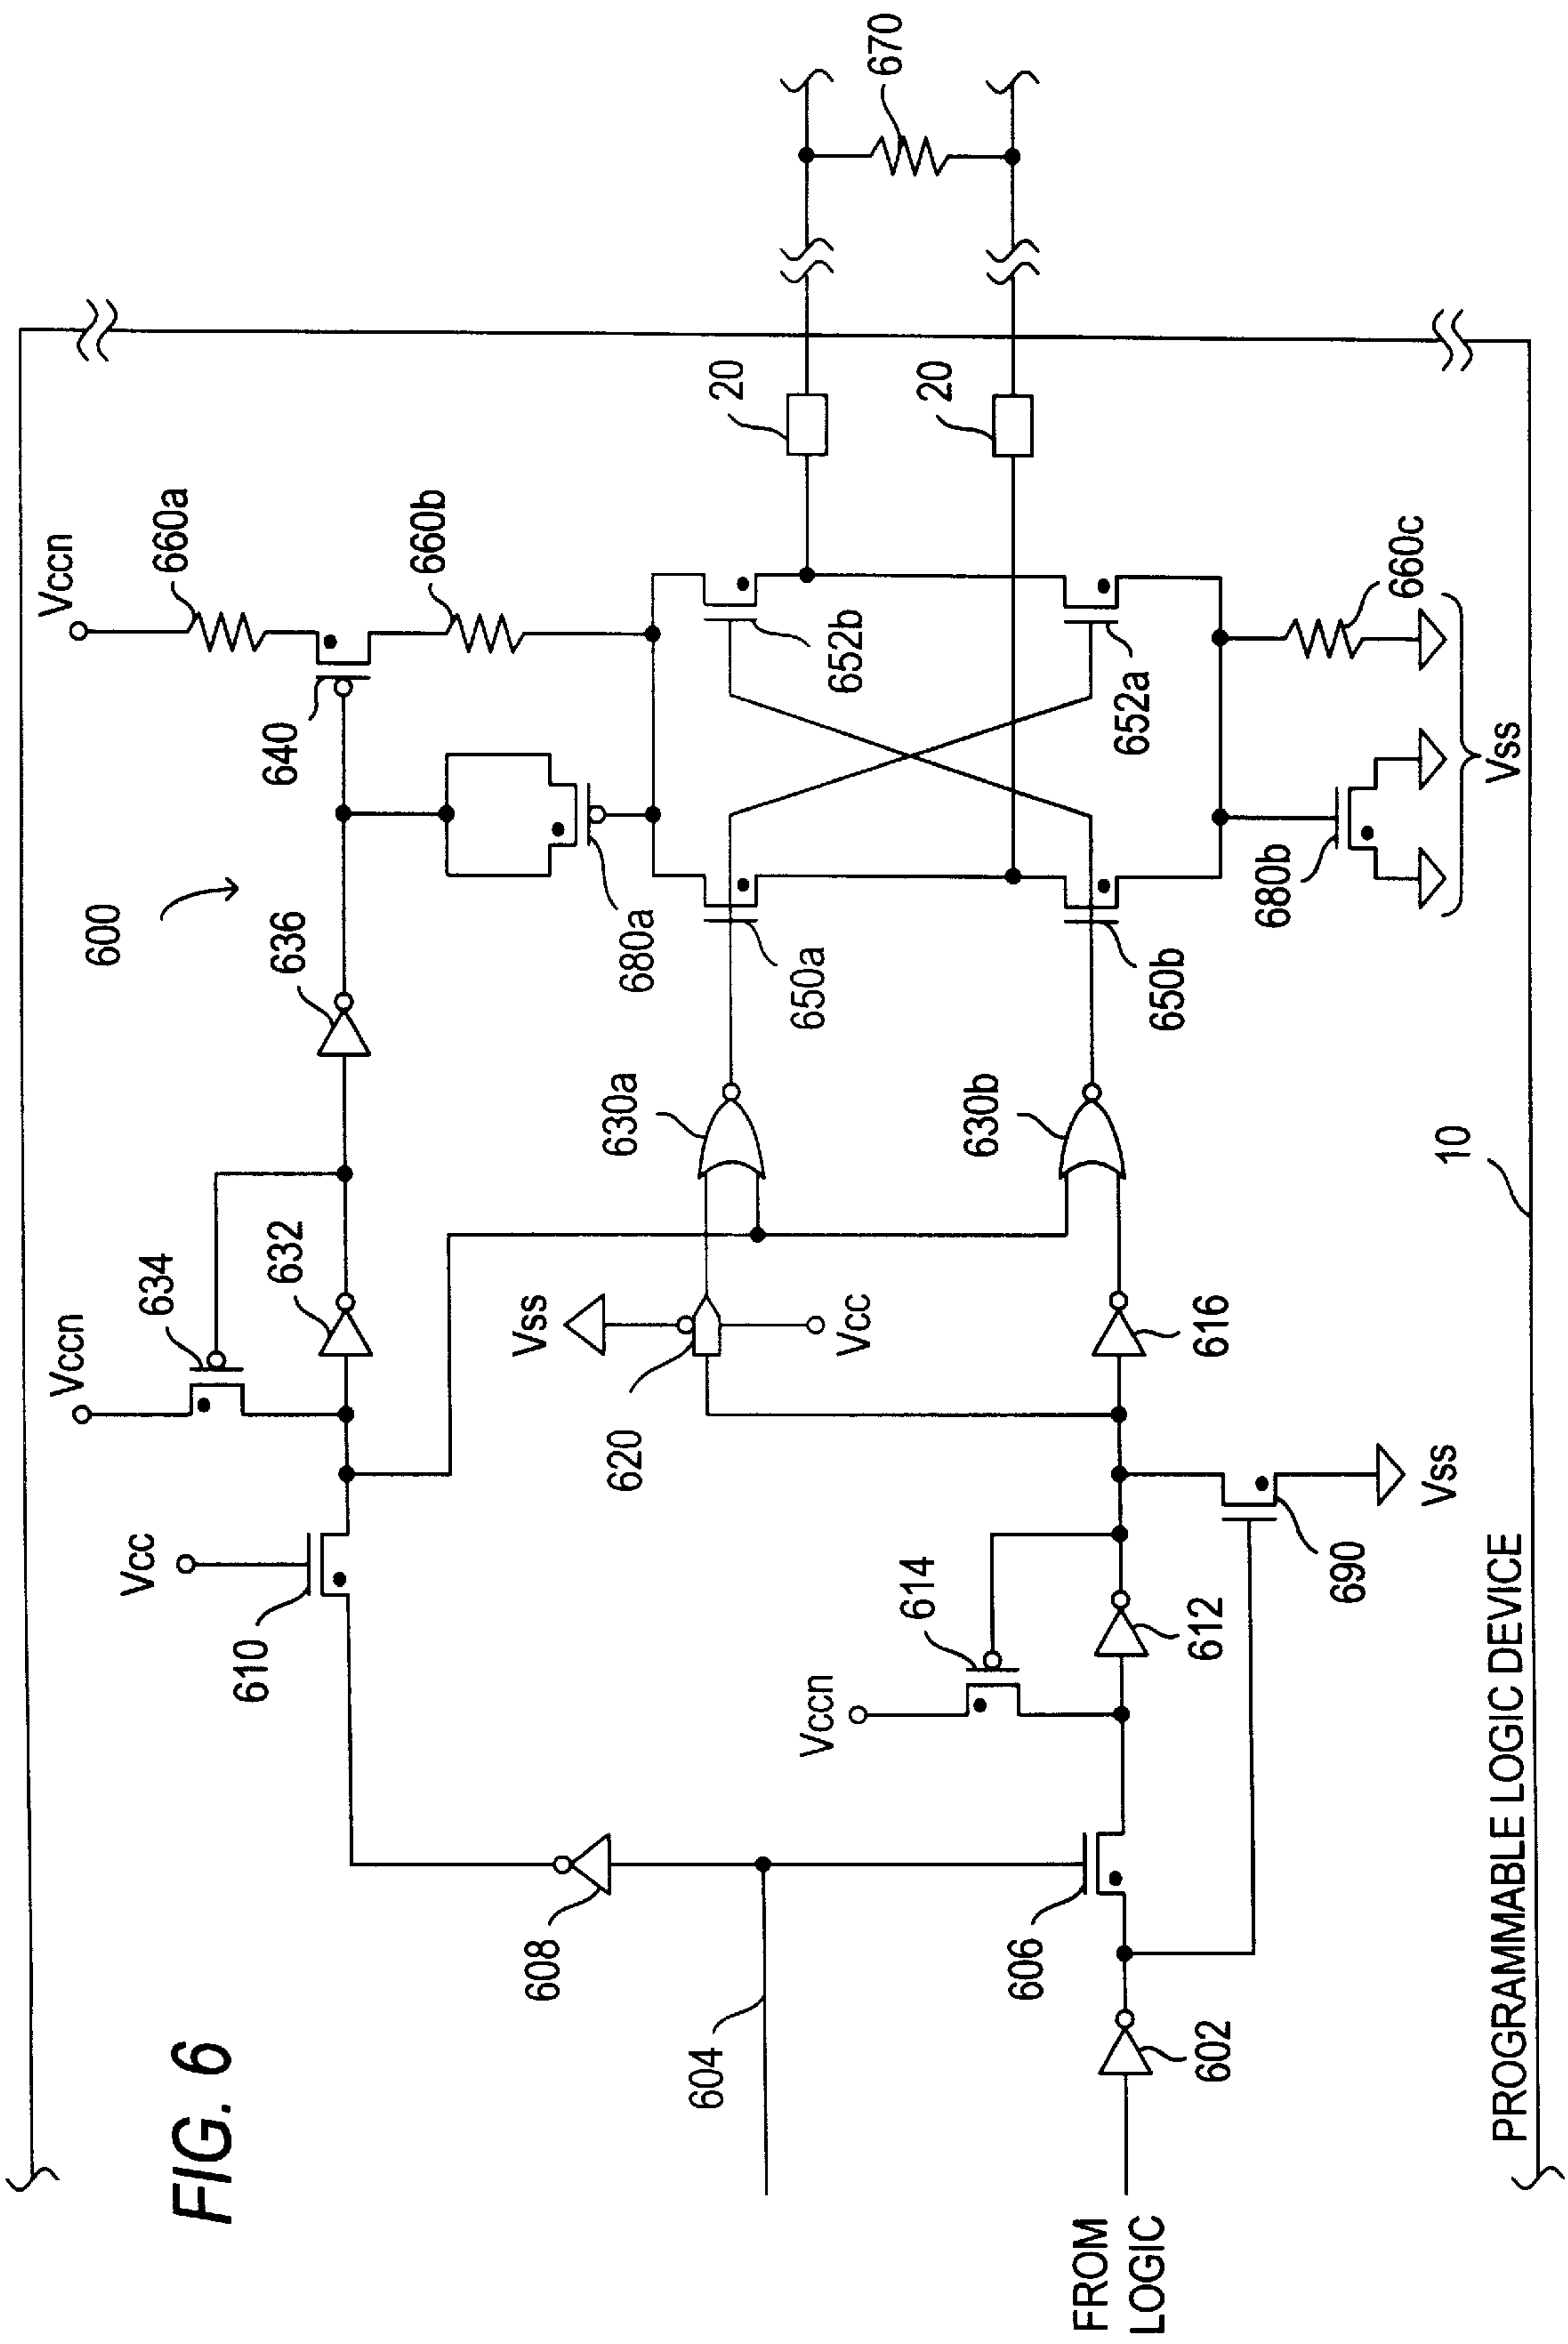 FIG. 6
600
Vccn
634
632
636
640
Vccn
660a
660b
Vcc
610
608
604
680a
630a
650a
652b
20
670
Vss
620
Vcc
630b
650b
652a
20
660c
680b
Vss
Vccn
614
612
616
606
602
690
Vss
FROM
LOGIC
10
PROGRAMMABLE LOGIC DEVICE